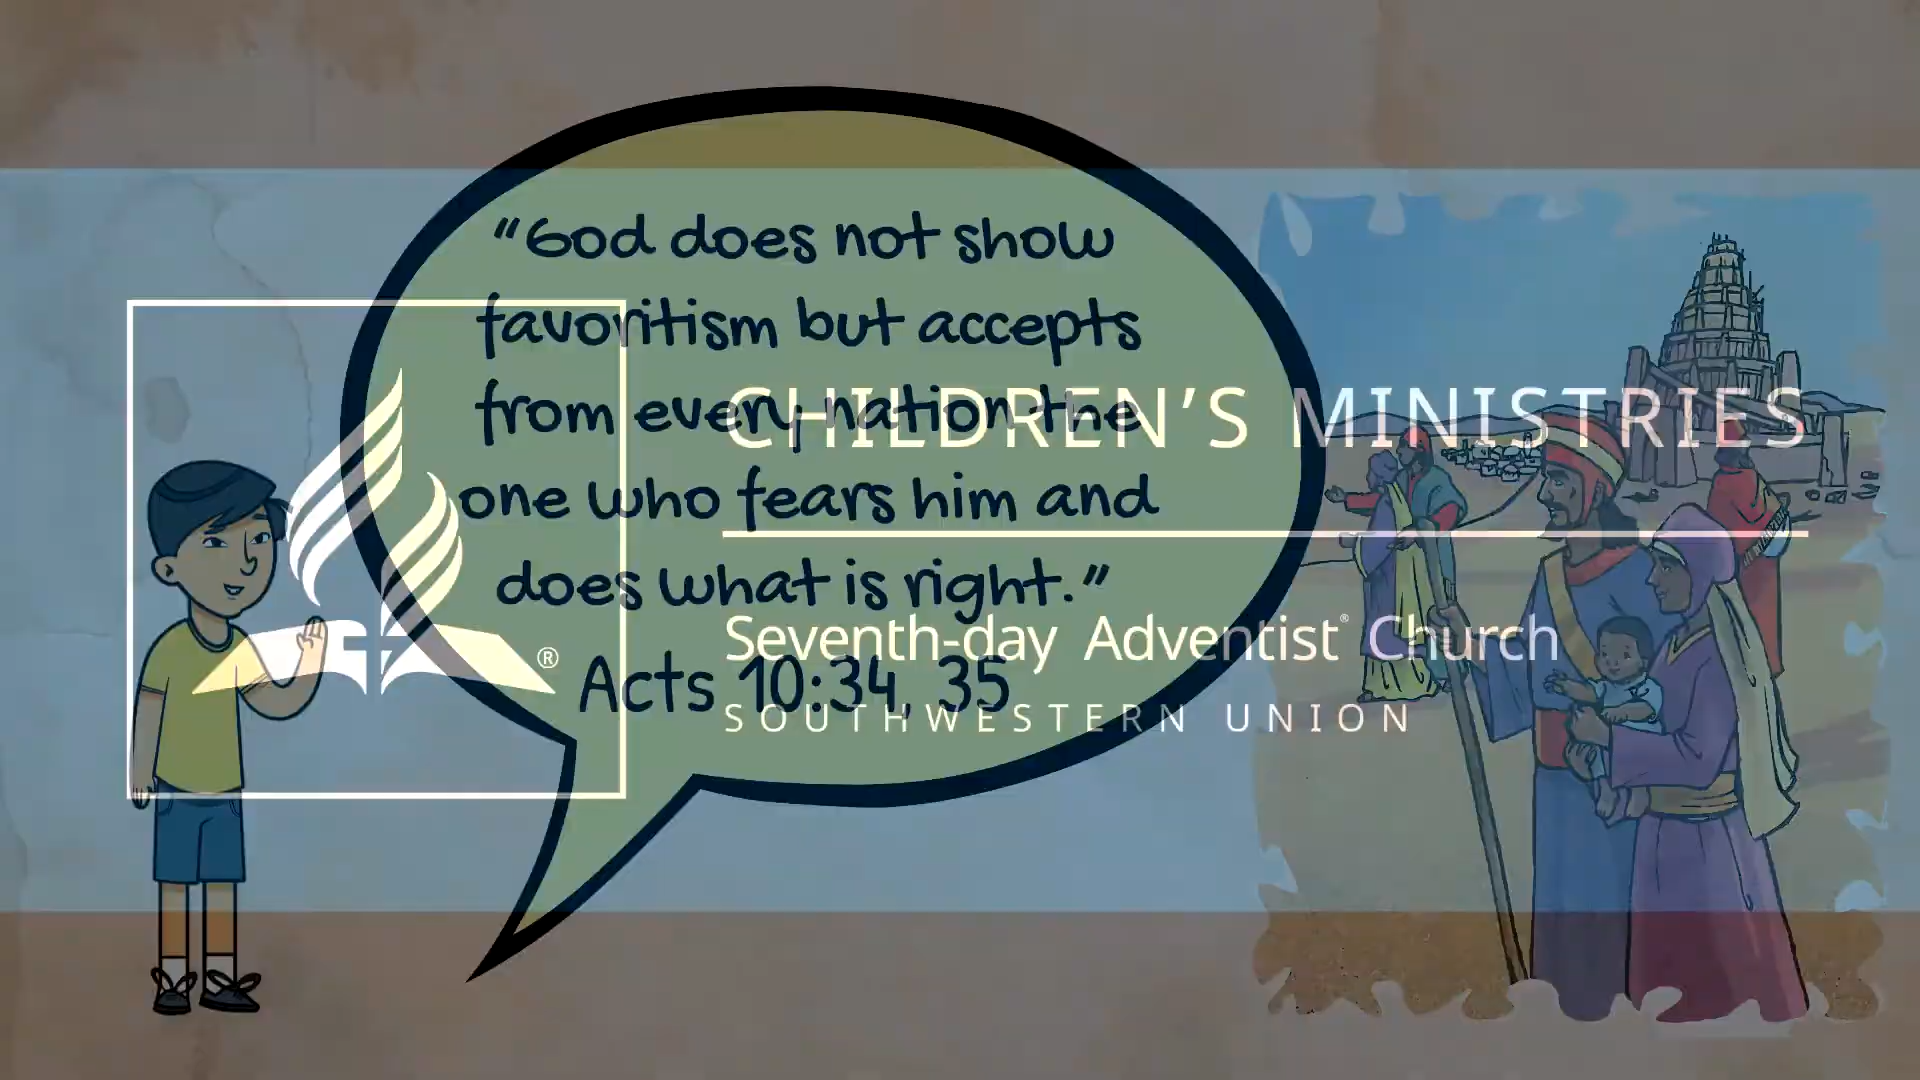 “God does not show
favoritism but accepts
from every nation the
one who fears him and
does what is right.”
Acts 10:34, 35
CHILDREN’S MINISTRIES
Seventh-day Adventist® Church
SOUTHWESTERN UNION
®